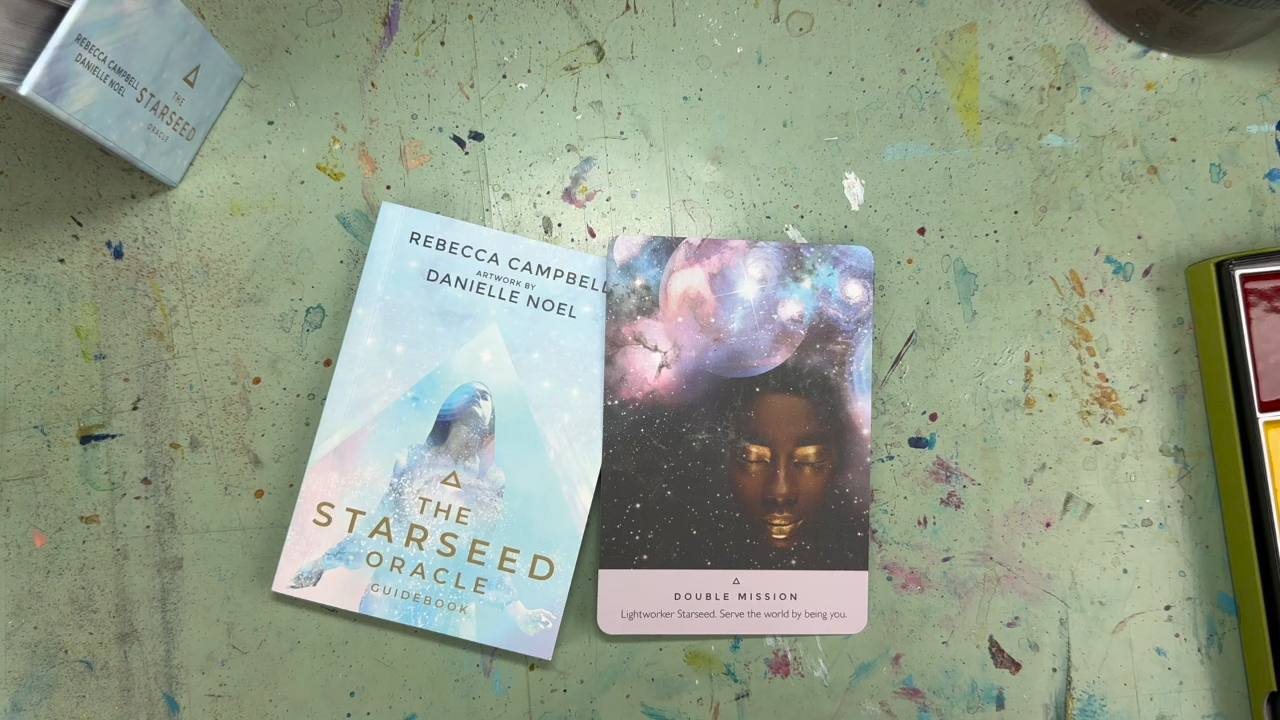 REBECCA CAMPBELL
DANIELLE NOEL
THE
STARSEED
ORACLE
REBECCA CAMPBELL
ARTWORK BY
DANIELLE NOEL
THE
STARSEED
ORACLE
GUIDEBOOK
DOUBLE MISSION
Lightworker Starseed. Serve the world by being you.